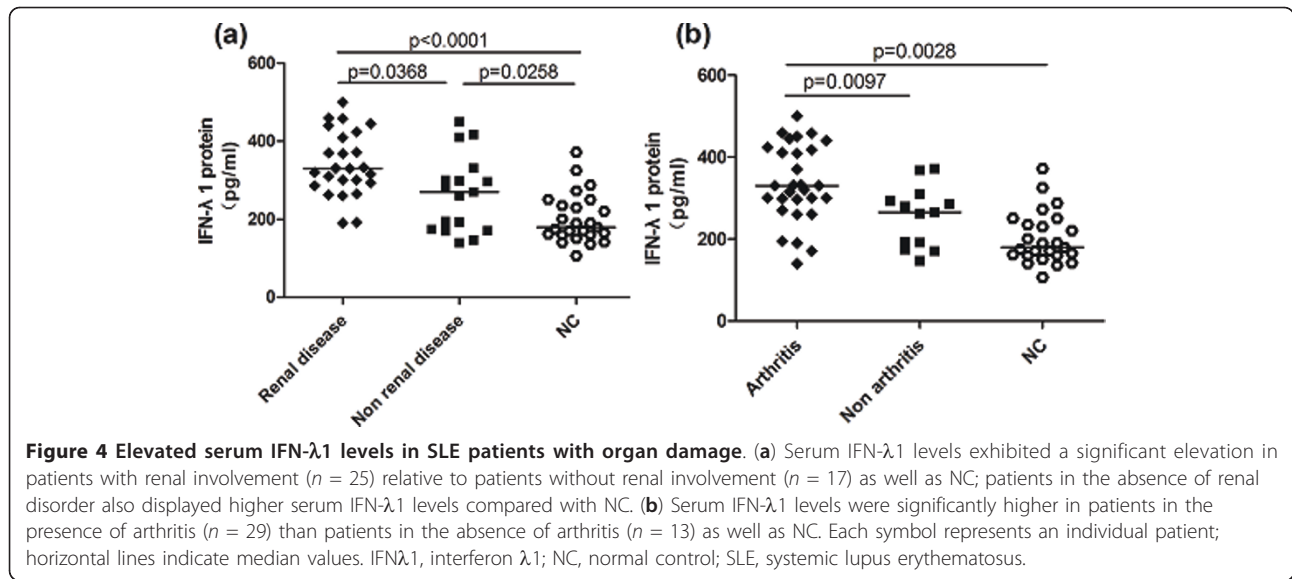 (a)
p<0.0001
p=0.0368
p=0.0258
600
400
200
0
IFN-λ 1 protein
(pg/ml)
Renal disease
Non renal disease
NC
(b)
p=0.0028
p=0.0097
600
400
200
0
IFN-λ 1 protein
(pg/ml)
Arthritis
Non arthritis
NC
Figure 4 Elevated serum IFN-λ1 levels in SLE patients with organ damage. (a) Serum IFN-λ1 levels exhibited a significant elevation in
patients with renal involvement (n = 25) relative to patients without renal involvement (n = 17) as well as NC; patients in the absence of renal
disorder also displayed higher serum IFN-λ1 levels compared with NC. (b) Serum IFN-λ1 levels were significantly higher in patients in the
presence of arthritis (n = 29) than patients in the absence of arthritis (n = 13) as well as NC. Each symbol represents an individual patient;
horizontal lines indicate median values. IFNλ1, interferon λ1; NC, normal control; SLE, systemic lupus erythematosus.